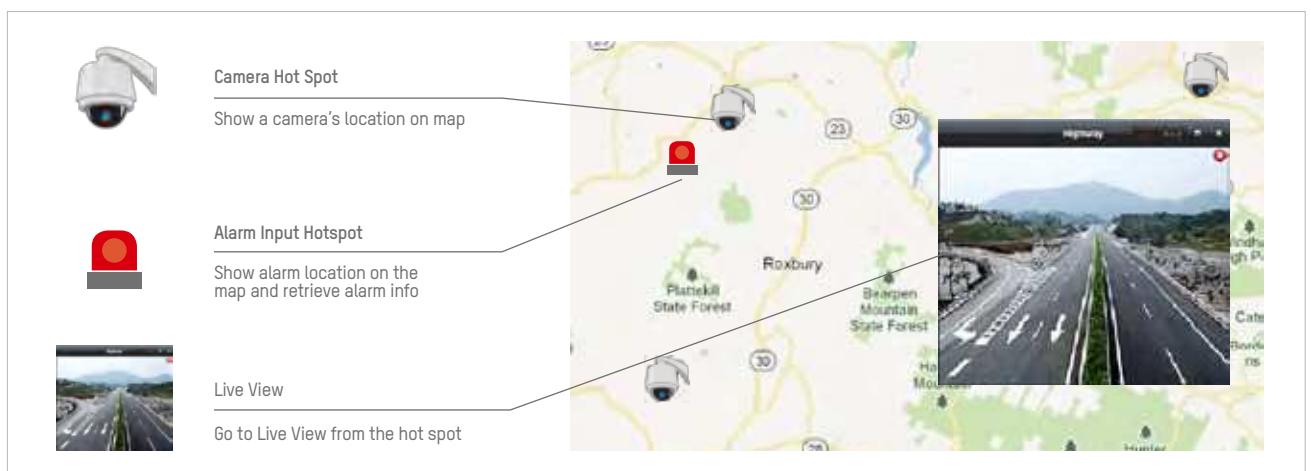 Camera Hot Spot
Show a camera's location on map
Alarm Input Hotspot
Show alarm location on the
map and retrieve alarm info
Live View
Go to Live View from the hot spot
23
30
Highway
30
Roxbury
Plattekill
State Forest
Bearpen
Mountain
State Forest
30
28
Hunter